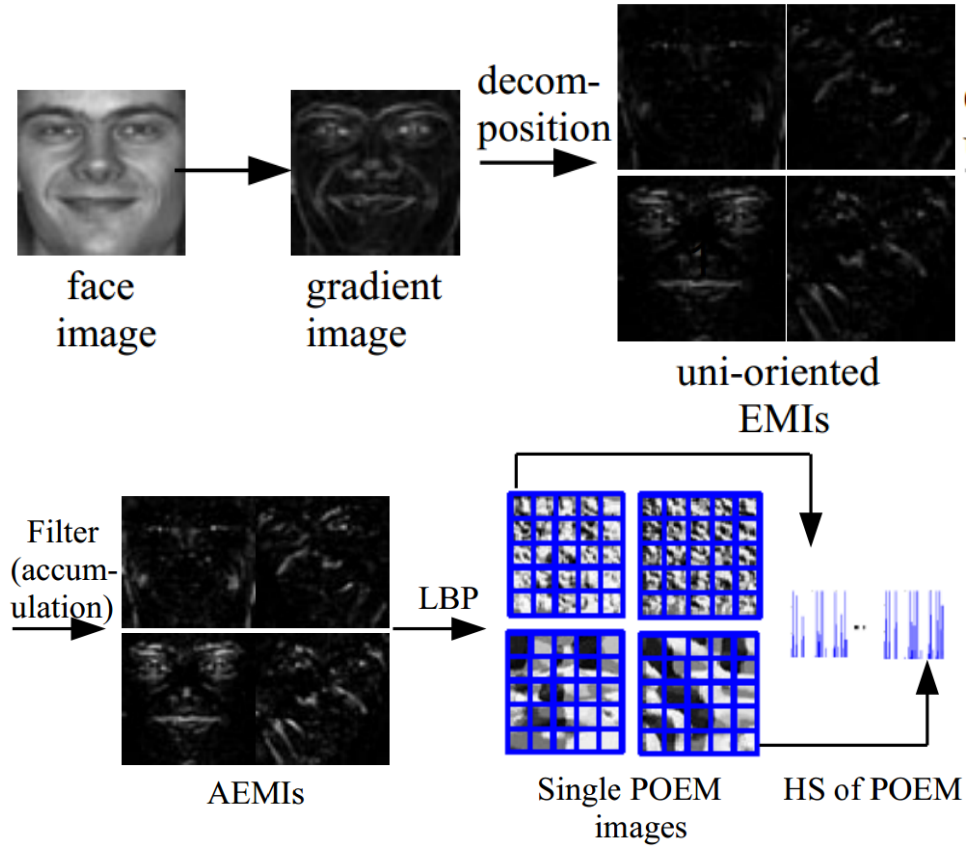 decom-
position
face
image
gradient
image
uni-oriented
EMIs
Filter
(accum-
ulation)
LBP
AEMIs
Single POEM
images
HS of POEM